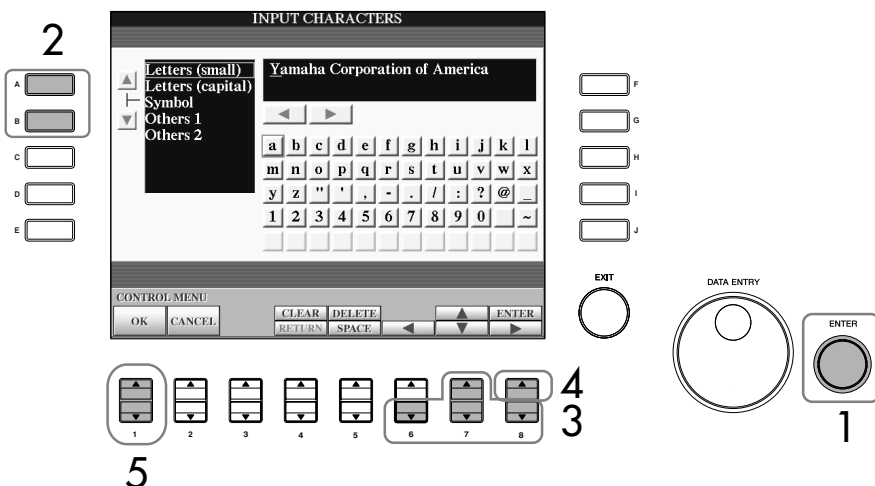 INPUT CHARACTERS
2
Letters (small)
Letters (capital)
Symbol
Others 1
Others 2
Yamaha Corporation of America
a b c d e f g h i j k l
m n o p q r s t u v w x
y z " ' , - . / : ? @ _
1 2 3 4 5 6 7 8 9 0 ~
A
B
C
D
E
F
G
H
I
J
CONTROL MENU
OK CANCEL
CLEAR DELETE ENTER
RETURN SPACE
EXIT
DATA ENTRY
ENTER
1
1 2 3 4 5 6 7 8
4
3
5